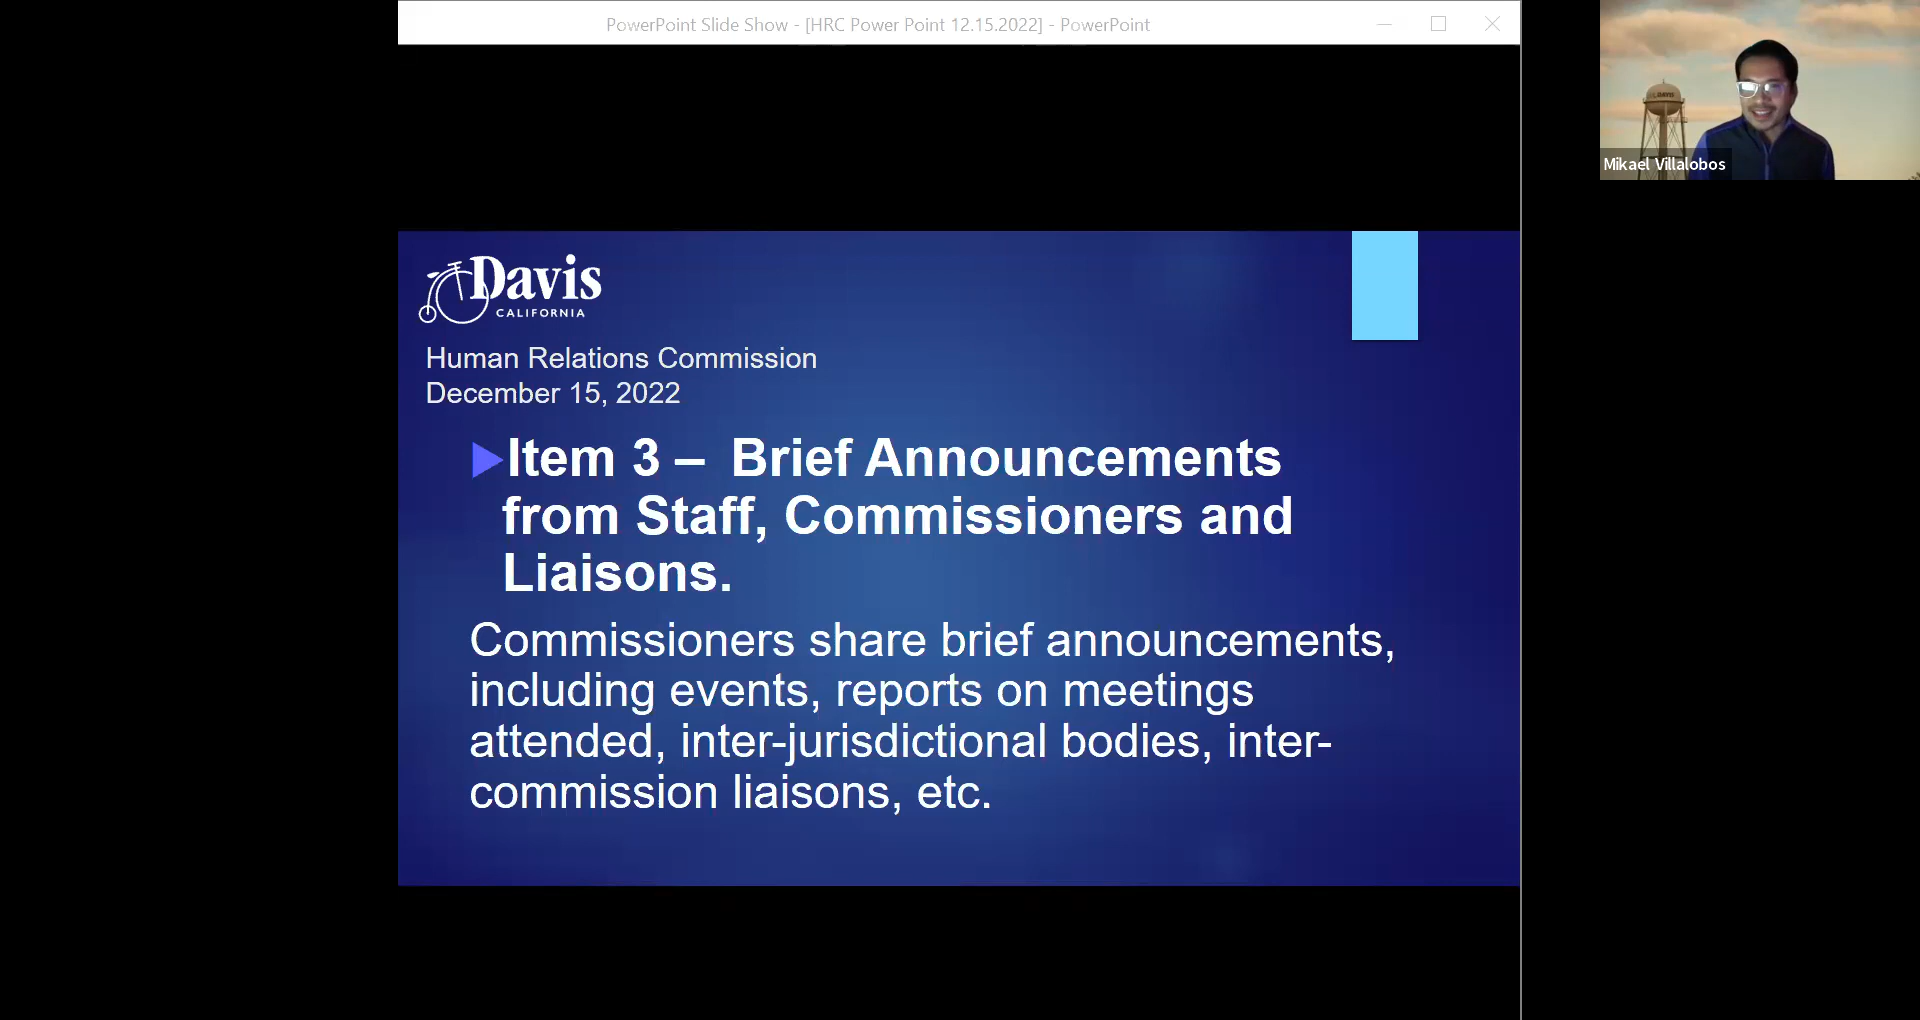 PowerPoint Slide Show - [HRC Power Point 12.15.2022] - PowerPoint
DAVIS
Mikael Villalobos
Davis
CALIFORNIA
Human Relations Commission
December 15, 2022
Item 3 – Brief Announcements
from Staff, Commissioners and
Liaisons.
Commissioners share brief announcements,
including events, reports on meetings
attended, inter-jurisdictional bodies, inter-
commission liaisons, etc.